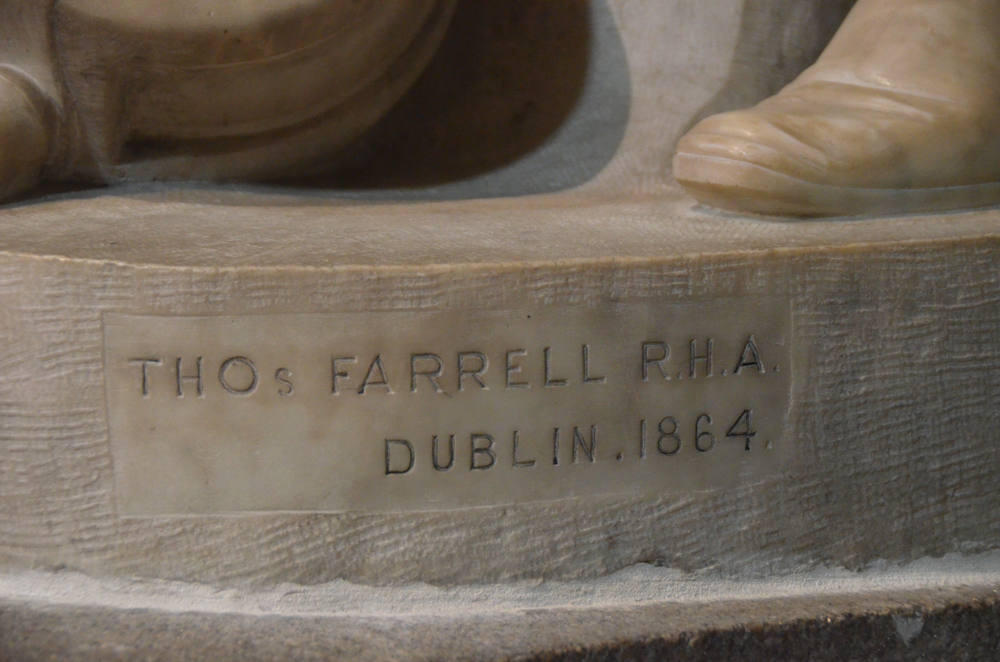 THOs FARRELL R.H.A.
DUBLIN. 1864.